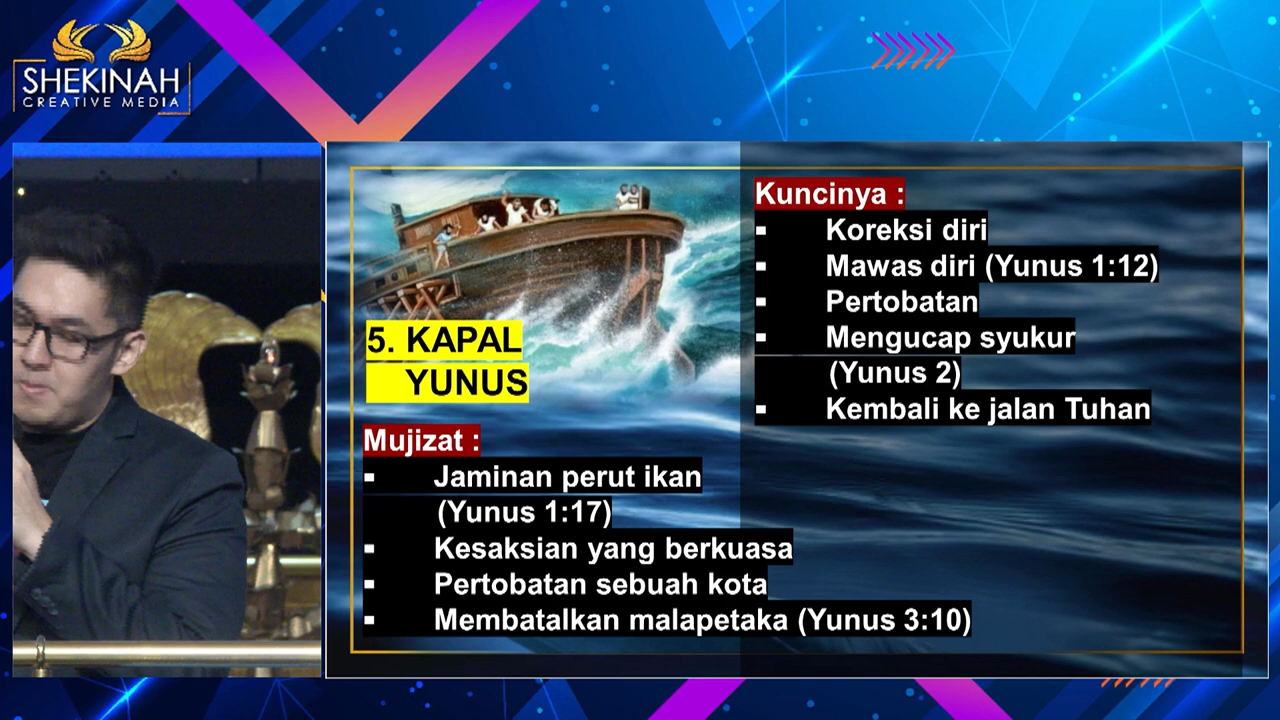 SHEKINAH
CREATIVE MEDIA
5. KAPAL
YUNUS
Mujizat :
▪ Jaminan perut ikan
(Yunus 1:17)
▪ Kesaksian yang berkuasa
▪ Pertobatan sebuah kota
▪ Membatalkan malapetaka (Yunus 3:10)
Kuncinya :
▪ Koreksi diri
▪ Mawas diri (Yunus 1:12)
▪ Pertobatan
▪ Mengucap syukur
(Yunus 2)
▪ Kembali ke jalan Tuhan